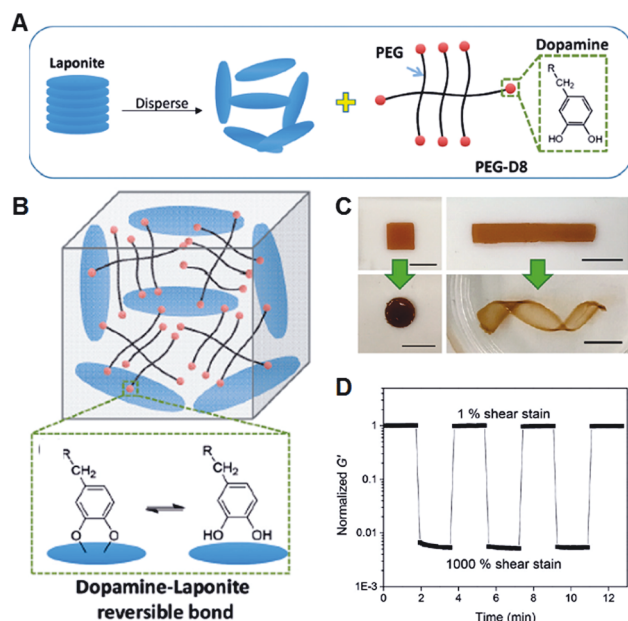 A
Laponite
Disperse
PEG
PEG-D8
Dopamine
R
CH₂
HO
OH
B
R
CH₂
O
O
R
CH₂
HO
OH
Dopamine-Laponite
reversible bond
C
D
Normalized G'
1
0.1
0.01
1E-3
1 % shear stain
1000 % shear stain
0
2
4
6
8
10
12
Time (min)